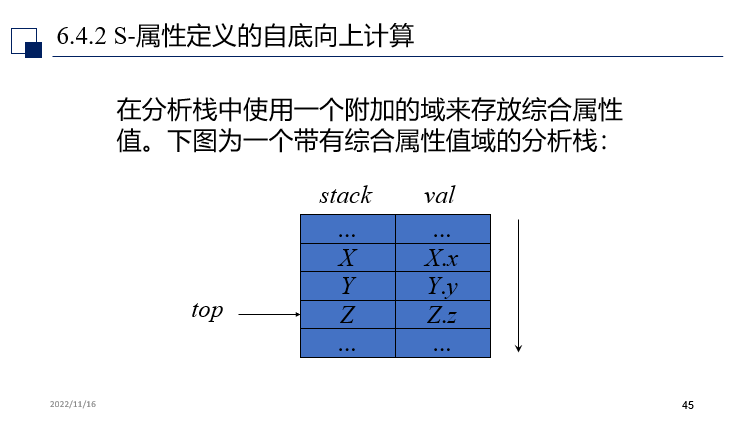 6.4.2 S-属性定义的自底向上计算
在分析栈中使用一个附加的域来存放综合属性
值。下图为一个带有综合属性值域的分析栈：
stack val
... ...
X X.x
Y Y.y
top Z Z.z
... ...
2022/11/16 45